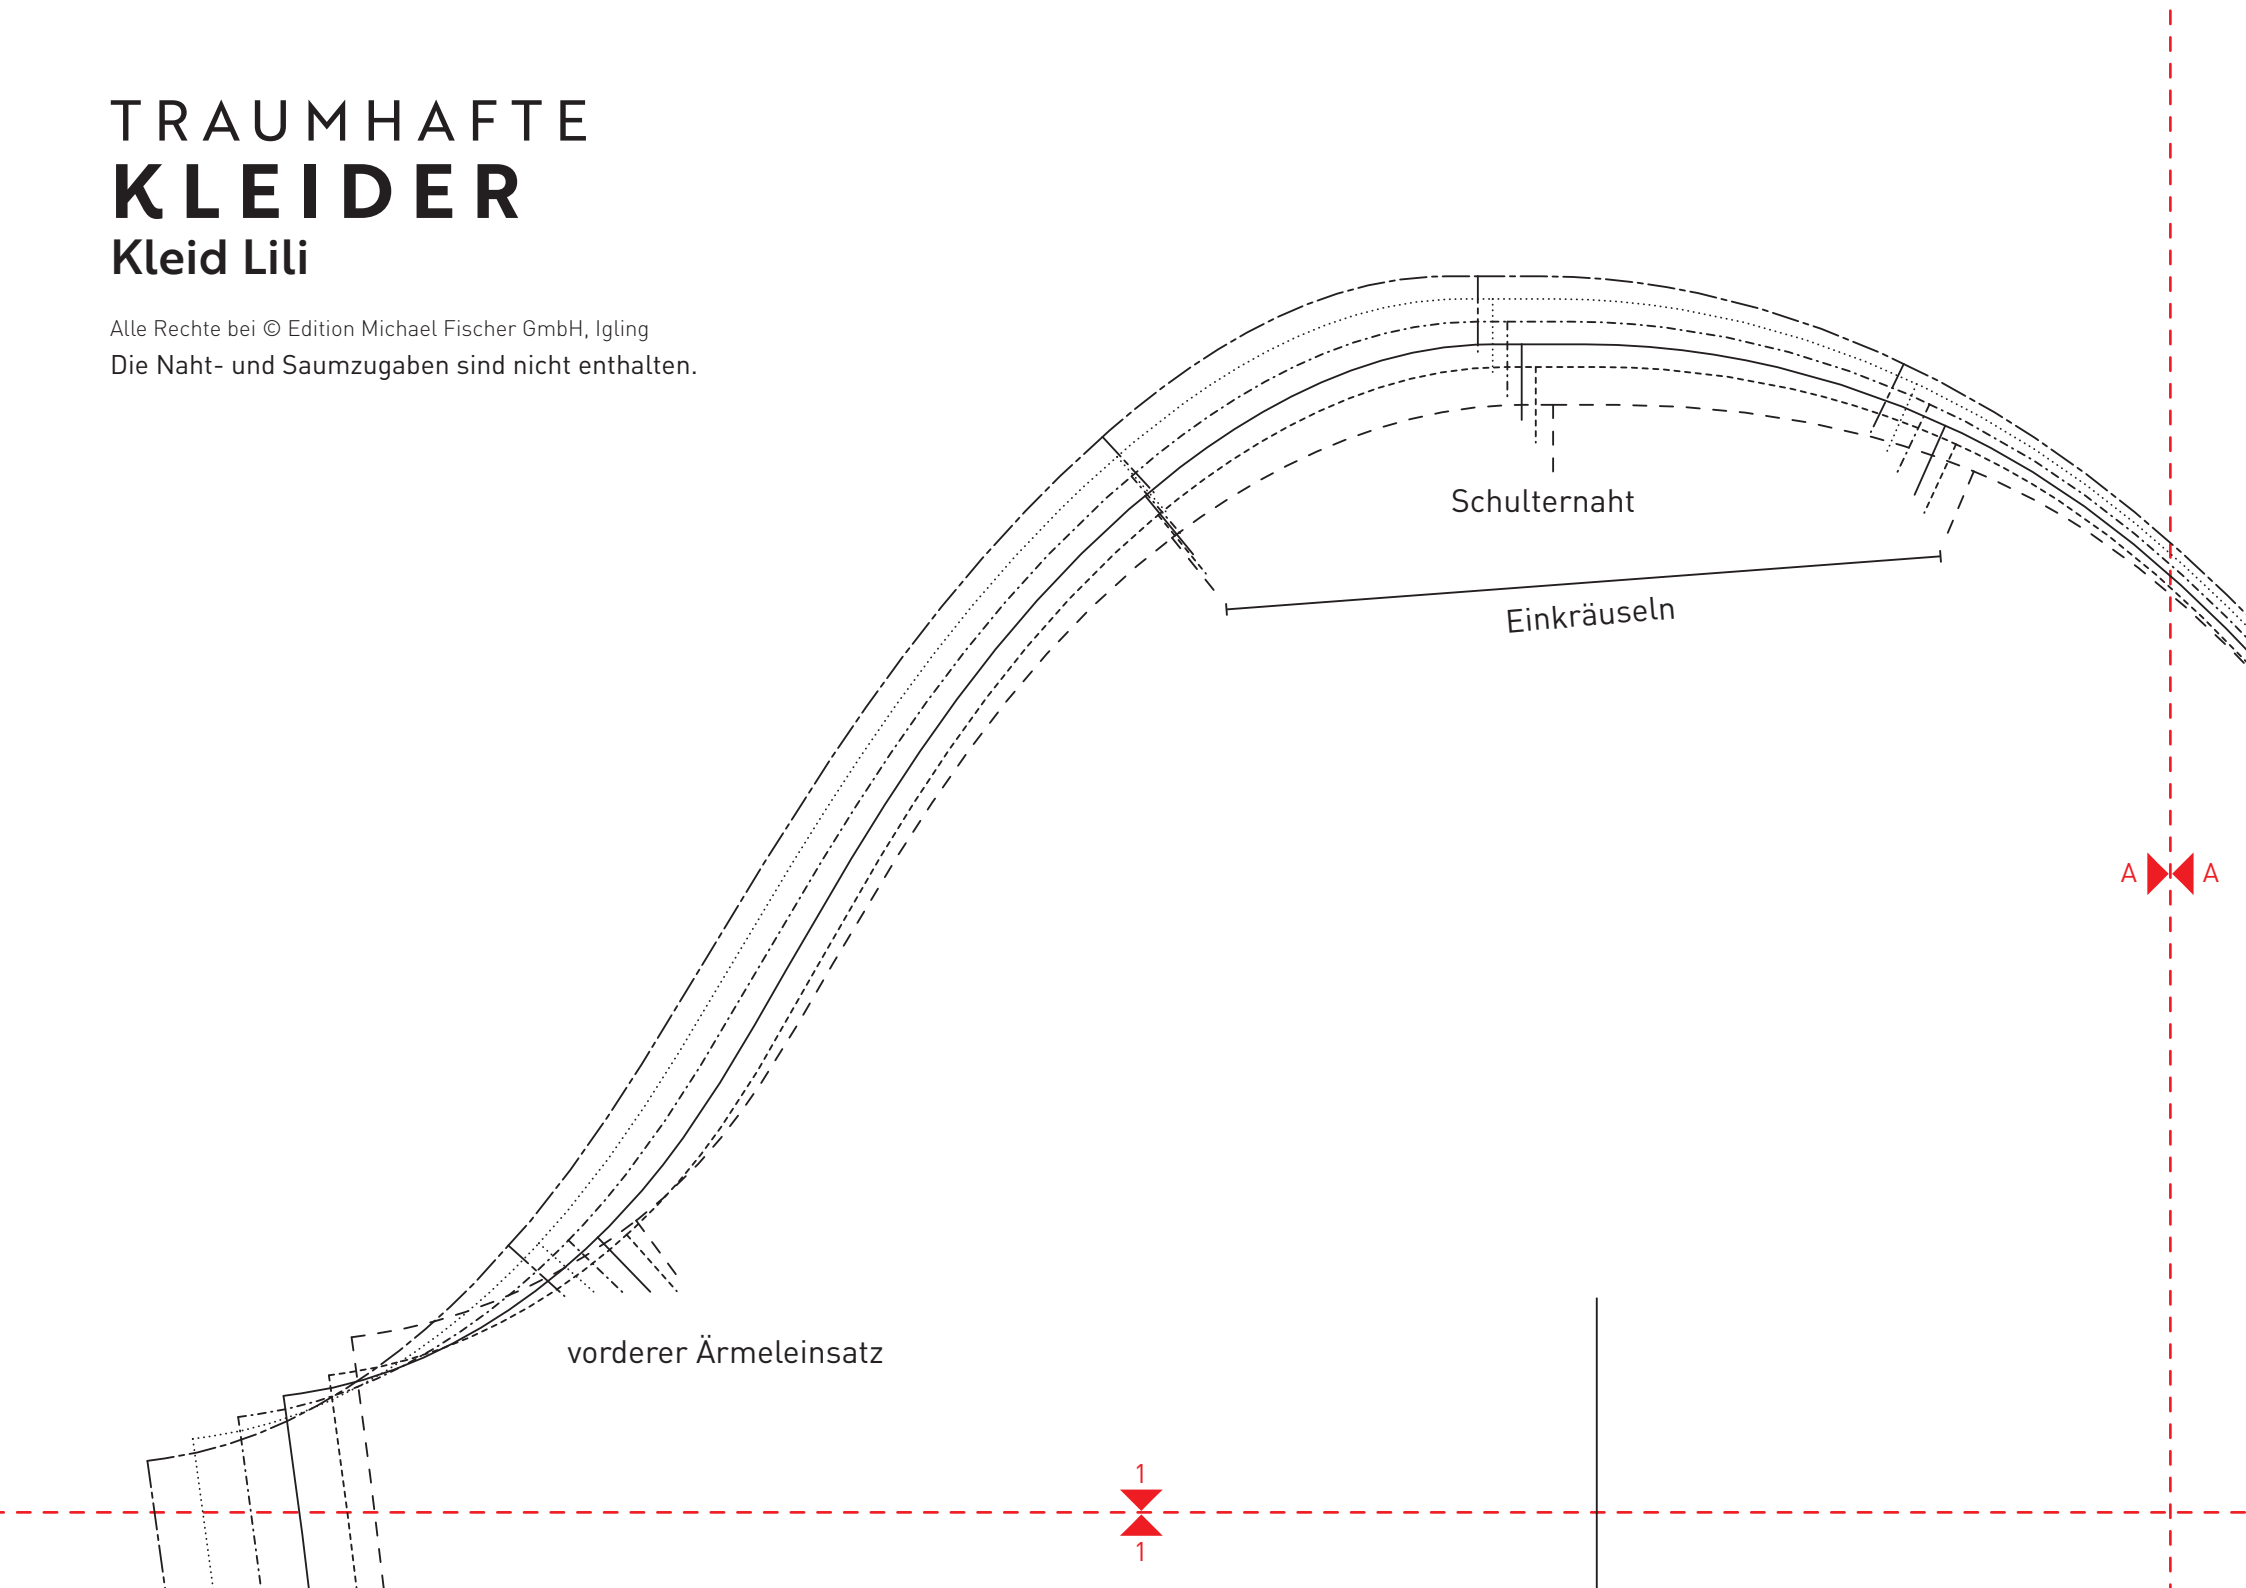 TRAUMHAFTE
KLEIDER
Kleid Lili
Alle Rechte bei © Edition Michael Fischer GmbH, Igling
Die Naht- und Saumzugaben sind nicht enthalten.
Schulternaht
Einkräuseln
A A
vorderer Ärmeleinsatz
1
1